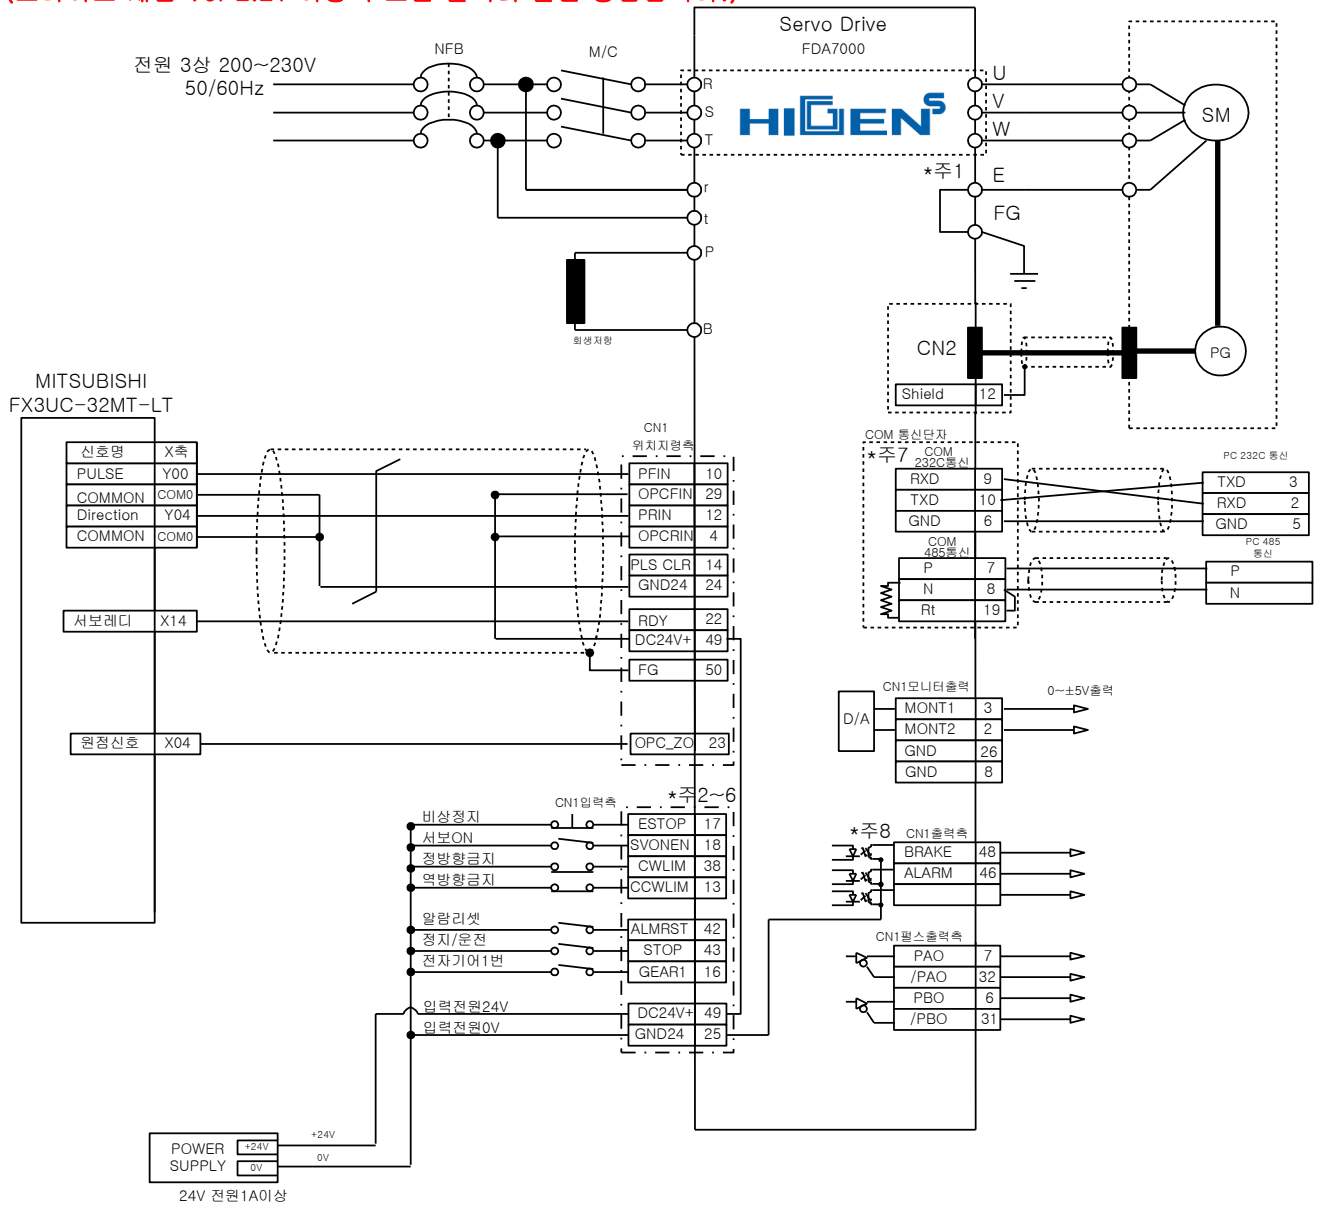 Servo Drive
FDA7000
NFB
M/C
전원 3상 200~230V
50/60Hz
R
S
T
HIGEN S
U
V
W
SM
*주1
E
FG
r
t
P
B
회생저항
CN2
PG
Shield 12
MITSUBISHI
FX3UC-32MT-LT
신호명 X축
PULSE Y00
COMMON COM0
Direction Y04
COMMON COM0
서보레디 X14
원점신호 X04
CN1
위치지령측
PFIN 10
OPCFIN 29
PRIN 12
OPCRIN 4
PLS CLR 14
GND24 24
RDY 22
DC24V+ 49
FG 50
OPC_ZO 23
COM 통신단자
*주7
COM
232C통신
RXD 9
TXD 10
GND 6
PC 232C 통신
TXD 3
RXD 2
GND 5
COM
485통신
P 7
N 8
Rt 19
PC 485
통신
P
N
CN1모니터출력
0~±5V출력
D/A
MONT1 3
MONT2 2
GND 26
GND 8
*주2~6
CN1입력측
비상정지 ESTOP 17
서보ON SVONEN 18
정방향금지 CWLIM 38
역방향금지 CCWLIM 13
알람리셋 ALMRST 42
정지/운전 STOP 43
전자기어1번 GEAR1 16
입력전원24V DC24V+ 49
입력전원0V GND24 25
*주8
CN1출력측
BRAKE 48
ALARM 46
CN1펄스출력측
PAO 7
/PAO 32
PBO 6
/PBO 31
POWER
SUPPLY
+24V
0V
+24V
0V
24V 전원1A이상